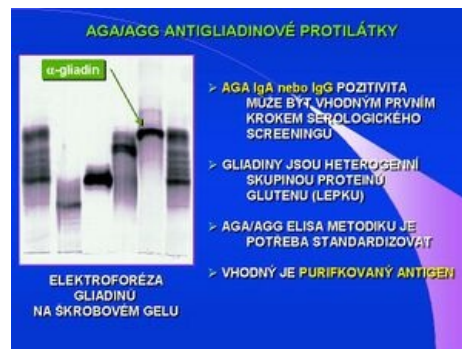 AGA/AGG ANTIGLIADINOVÉ PROTILÁTKY
α-gliadin
➢ AGA IgA nebo IgG POZITIVITA
MŮŽE BÝT VHODNÝM PRVNÍM
KROKEM SEROLOGICKÉHO
SCREENINGU
➢ GLIADINY JSOU HETEROGENNÍ
SKUPINOU PROTEINŮ
GLUTENU (LEPKU)
➢ AGA/AGG ELISA METODIKU JE
POTŘEBA STANDARDIZOVAT
➢ VHODNÝ JE PURIFKOVANÝ ANTIGEN
ELEKTROFORÉZA
GLIADINŮ
NA ŠKROBOVÉM GELU